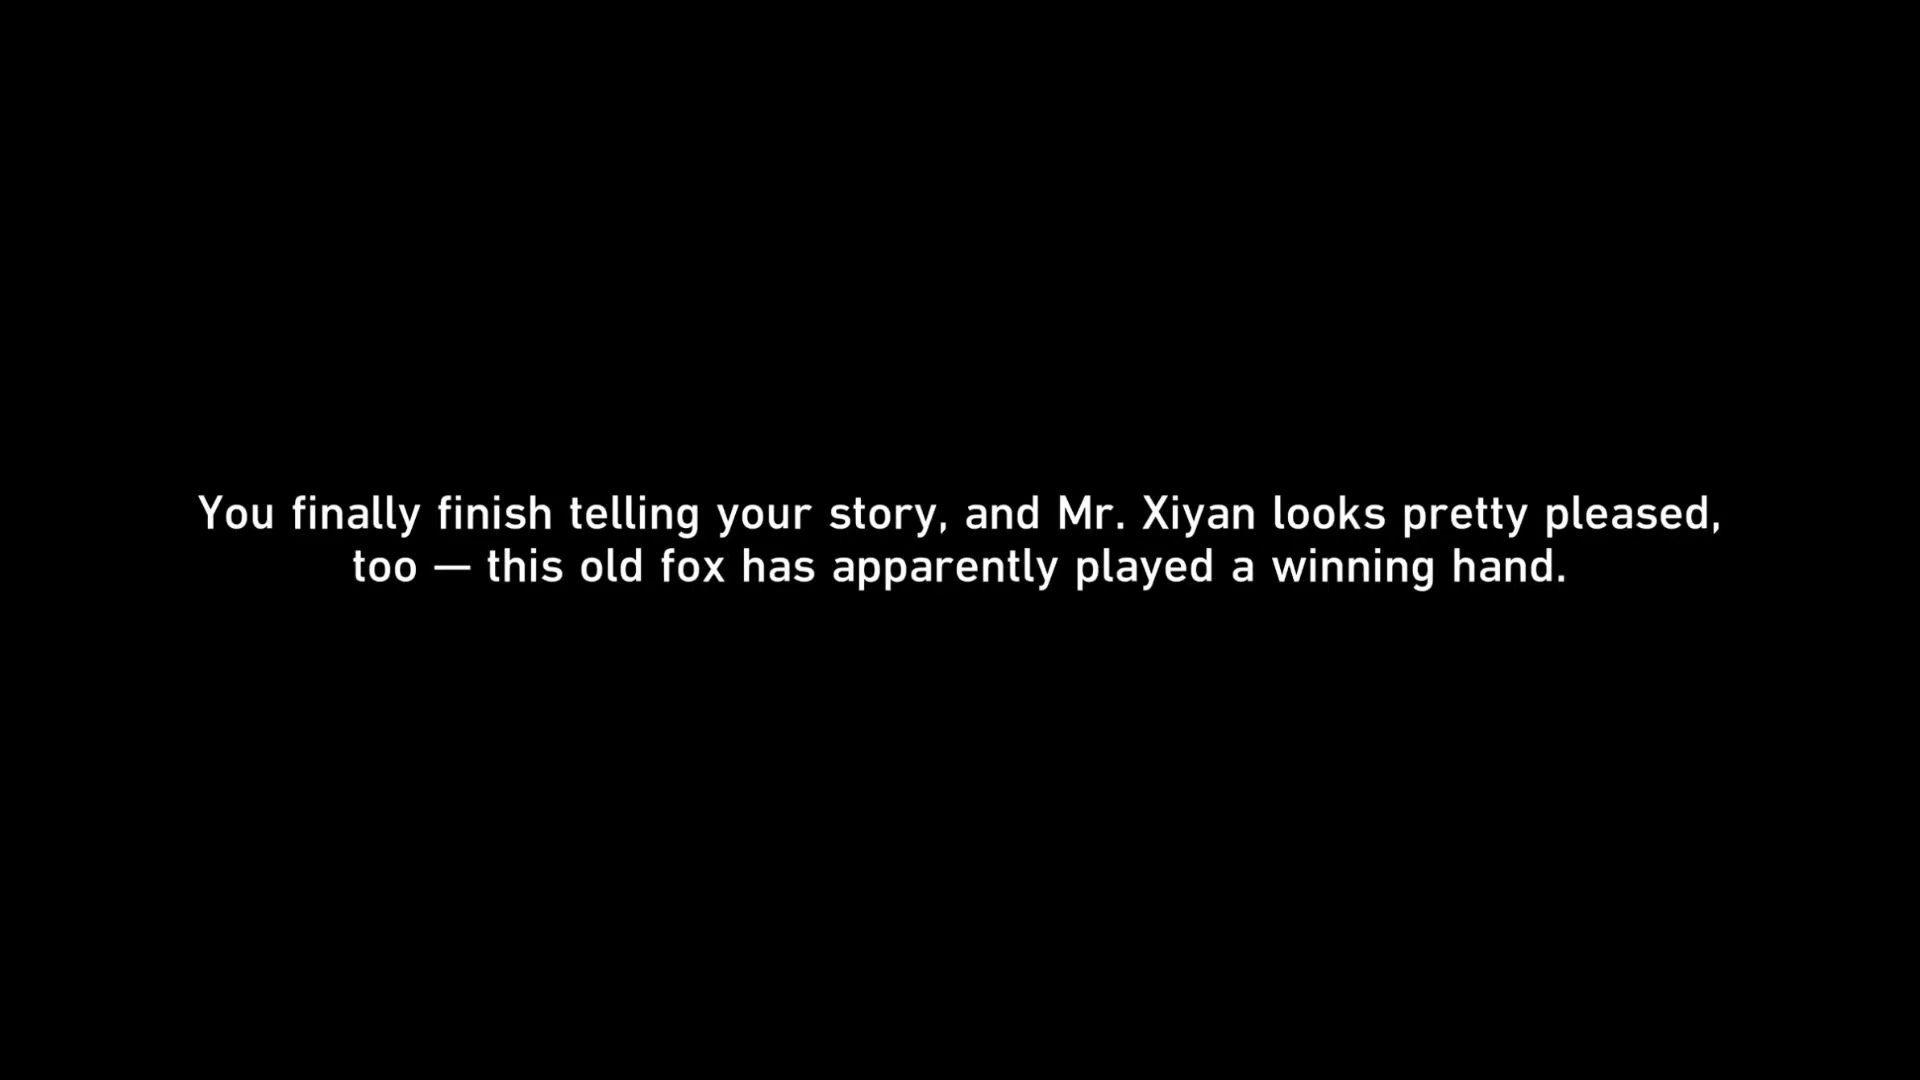 You finally finish telling your story, and Mr. Xiyan looks pretty pleased,
too — this old fox has apparently played a winning hand.